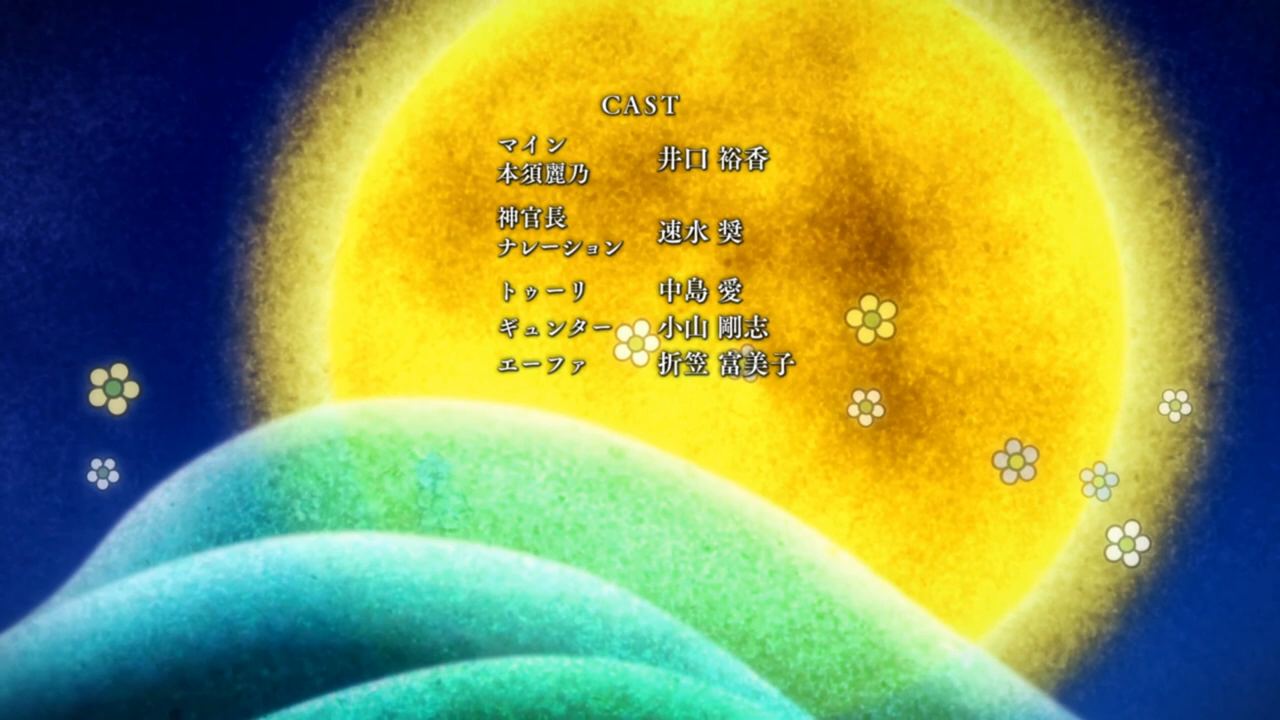 CAST
マイン
本須麗乃 井口 裕香
神官長
ナレーション 速水 奨
トゥーリ 中島 愛
ギュンター 小山 剛志
エーファ 折笠 富美子